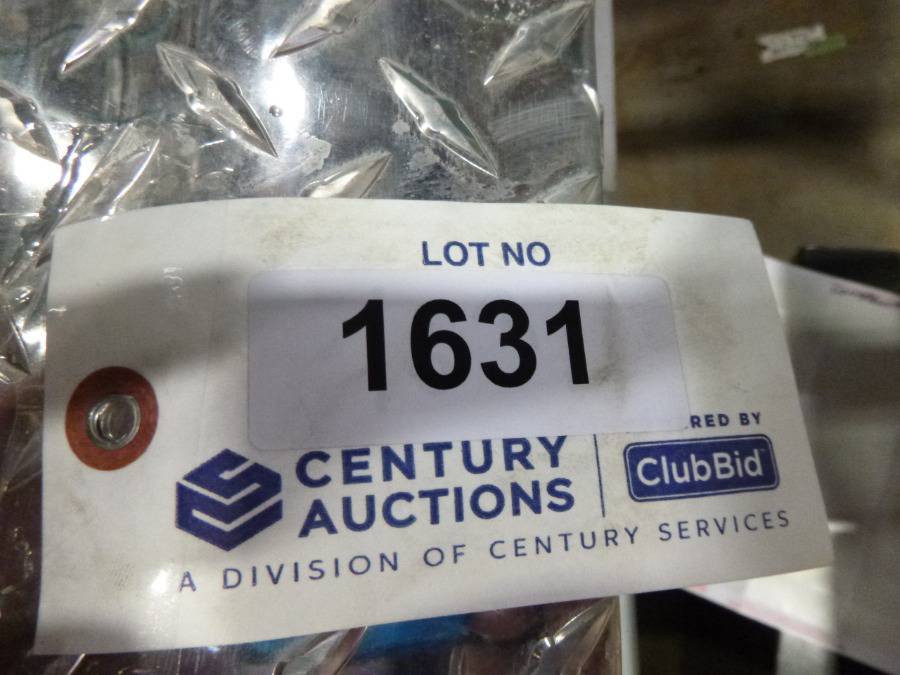 LOT NO
1631
RED BY
CENTURY
AUCTIONS
ClubBid
A DIVISION OF CENTURY SERVICES